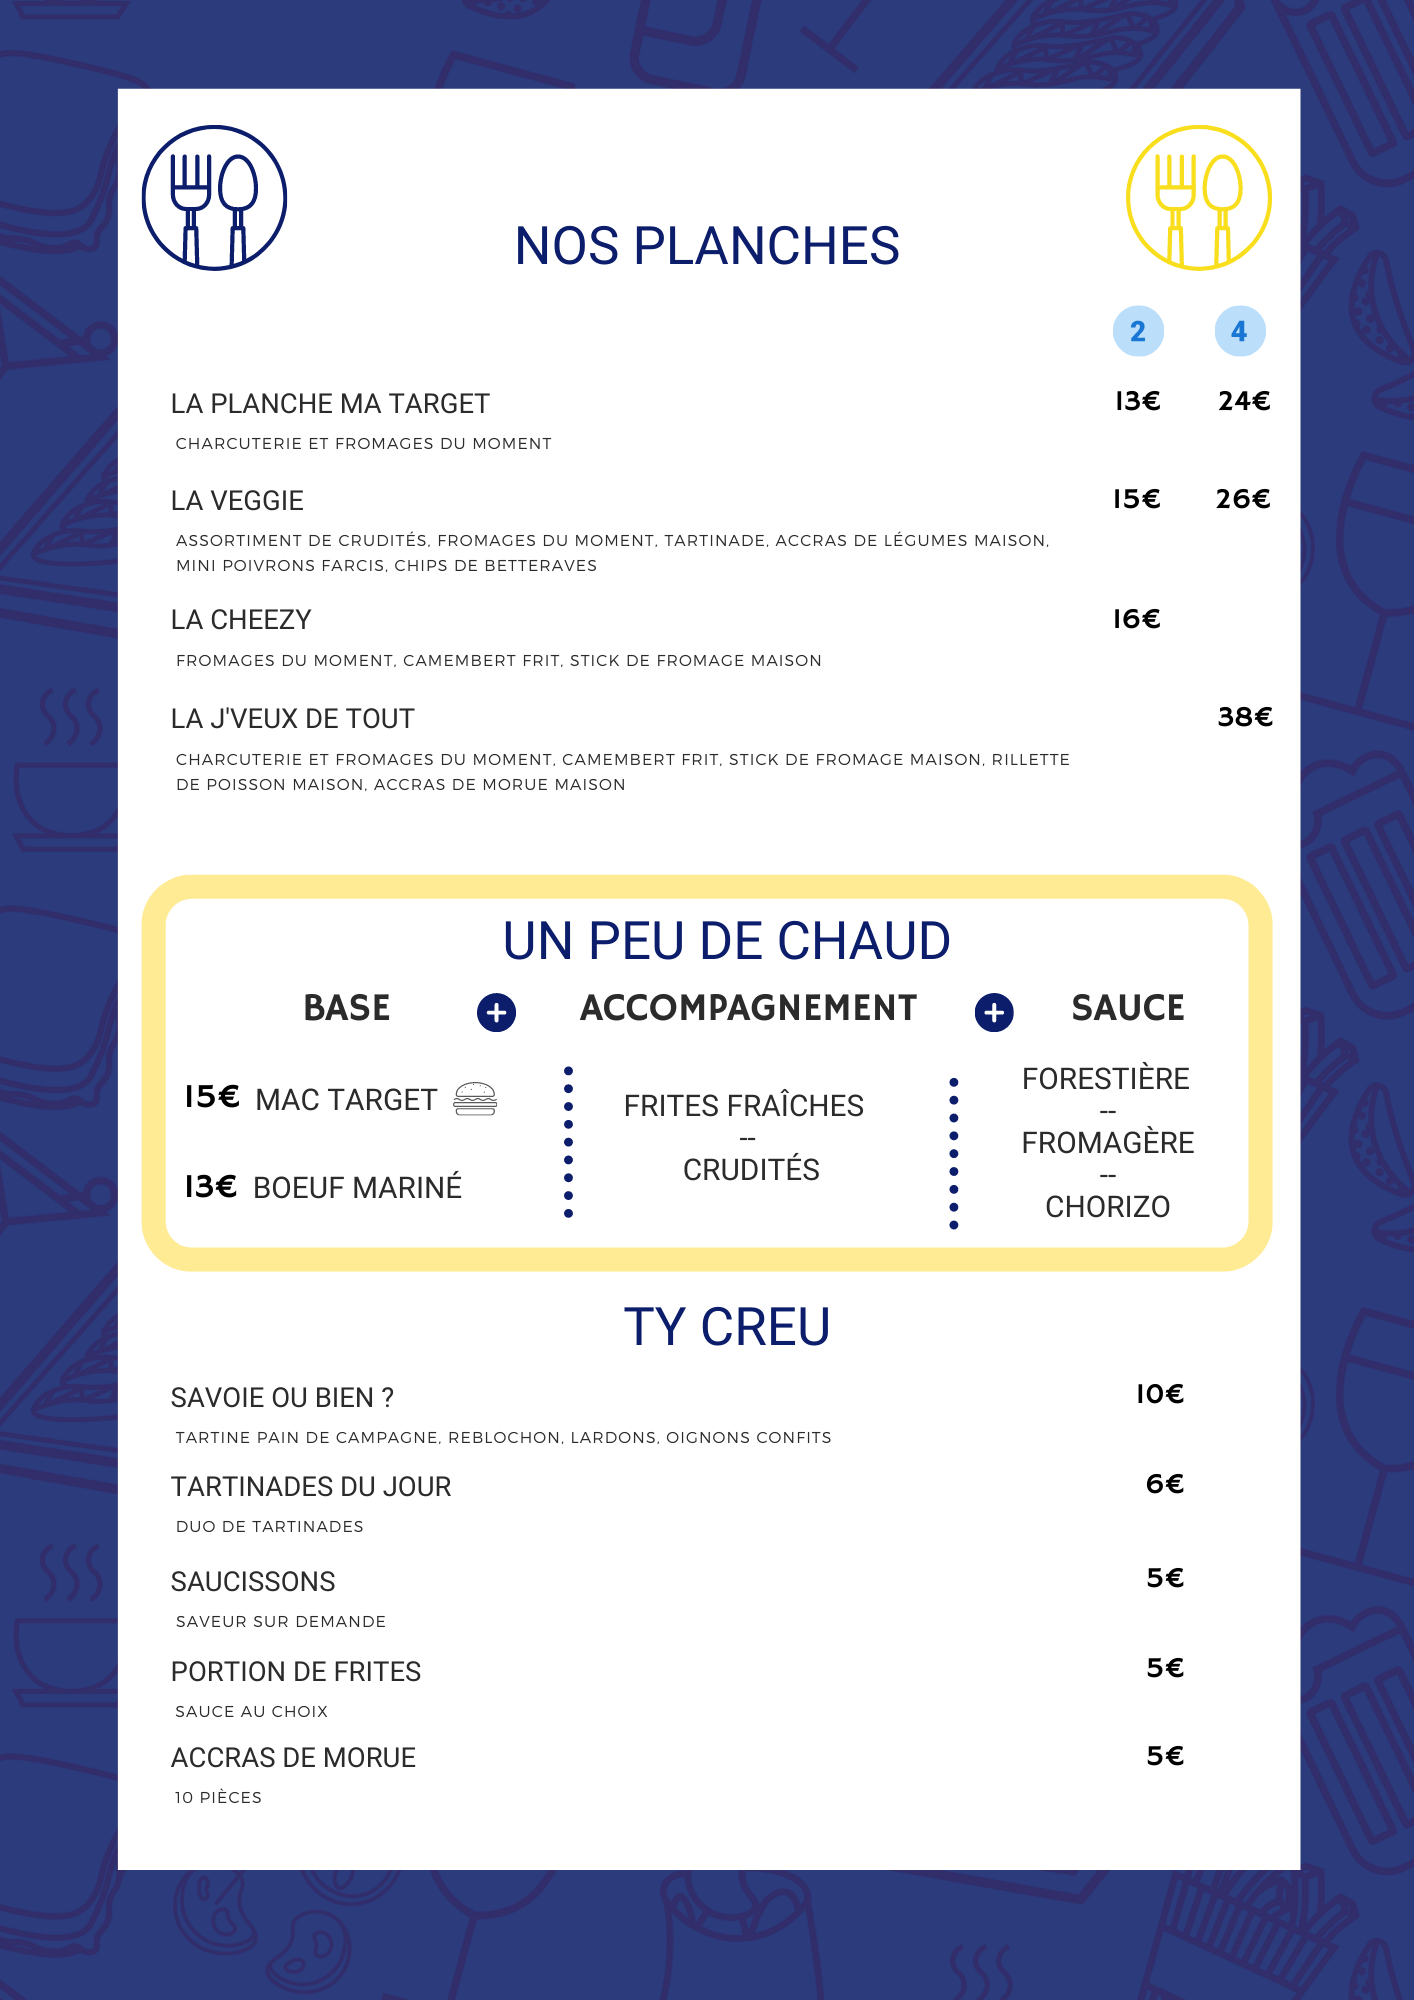 NOS PLANCHES
2 4
LA PLANCHE MA TARGET 13€ 24€
CHARCUTERIE ET FROMAGES DU MOMENT
LA VEGGIE 15€ 26€
ASSORTIMENT DE CRUDITÉS, FROMAGES DU MOMENT, TARTINADE, ACCRAS DE LÉGUMES MAISON,
MINI POIVRONS FARCIS, CHIPS DE BETTERAVES
LA CHEEZY 16€
FROMAGES DU MOMENT, CAMEMBERT FRIT, STICK DE FROMAGE MAISON
LA J'VEUX DE TOUT 38€
CHARCUTERIE ET FROMAGES DU MOMENT, CAMEMBERT FRIT, STICK DE FROMAGE MAISON, RILLETTE
DE POISSON MAISON, ACCRAS DE MORUE MAISON
UN PEU DE CHAUD
BASE + ACCOMPAGNEMENT + SAUCE
15€ MAC TARGET
13€ BOEUF MARINÉ
FRITES FRAÎCHES
--
CRUDITÉS
FORESTIÈRE
--
FROMAGÈRE
--
CHORIZO
TY CREU
SAVOIE OU BIEN ? 10€
TARTINE PAIN DE CAMPAGNE, REBLOCHON, LARDONS, OIGNONS CONFITS
TARTINADES DU JOUR 6€
DUO DE TARTINADES
SAUCISSONS 5€
SAVEUR SUR DEMANDE
PORTION DE FRITES 5€
SAUCE AU CHOIX
ACCRAS DE MORUE 5€
10 PIÈCES